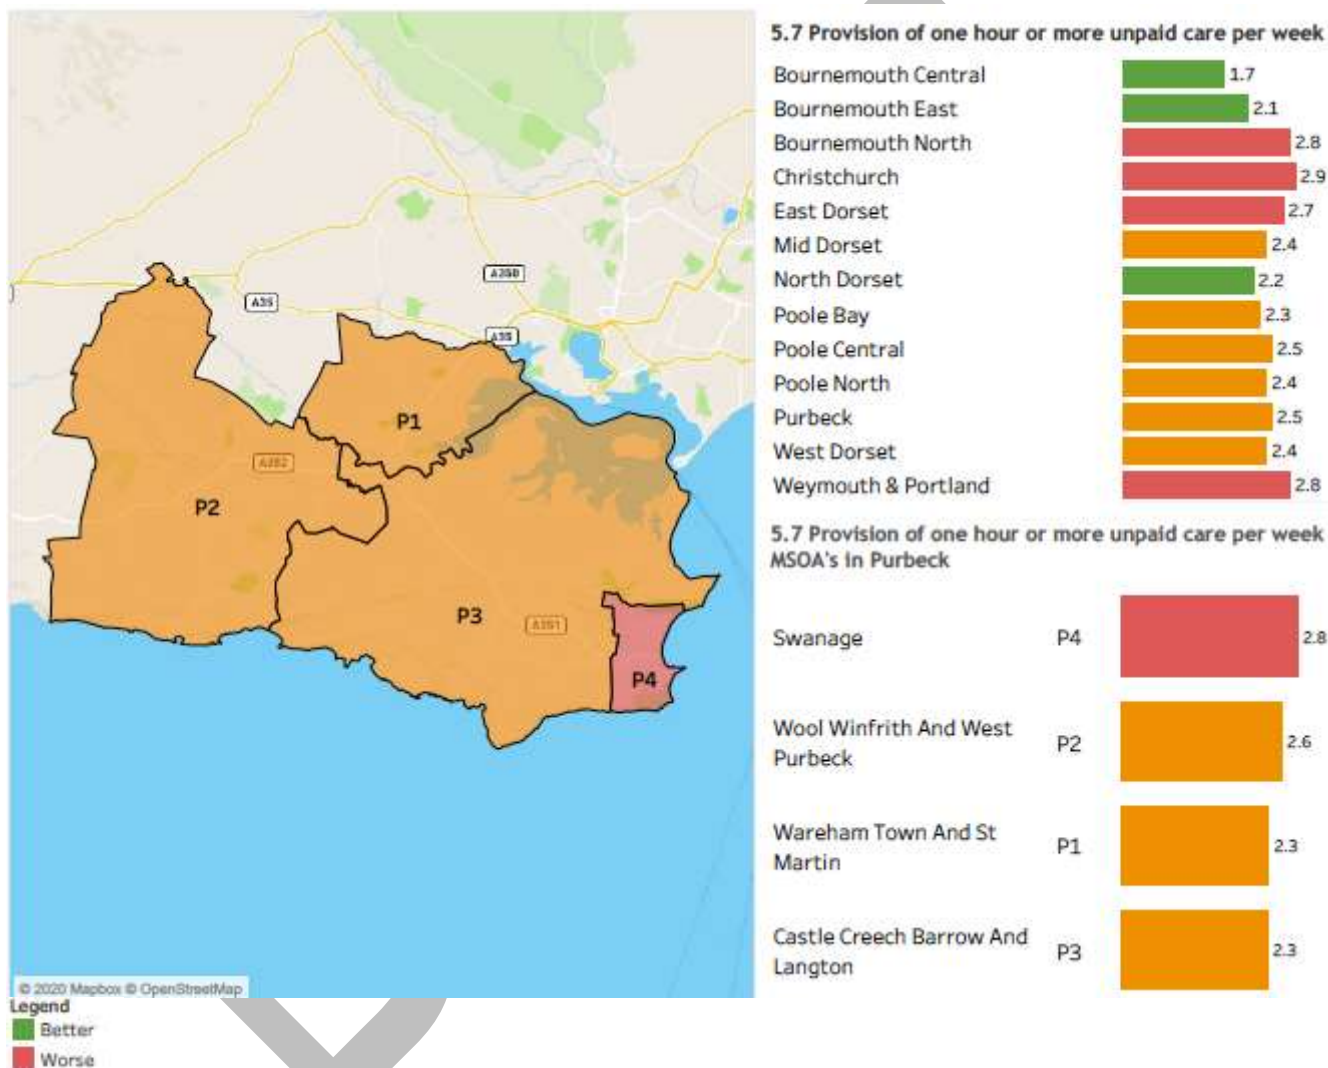 A350
A35
A35
P1
A352
P2
P3
A351
P4
© 2020 Mapbox © OpenStreetMap
Legend
Better
Worse
5.7 Provision of one hour or more unpaid care per week
Bournemouth Central 1.7
Bournemouth East 2.1
Bournemouth North 2.8
Christchurch 2.9
East Dorset 2.7
Mid Dorset 2.4
North Dorset 2.2
Poole Bay 2.3
Poole Central 2.5
Poole North 2.4
Purbeck 2.5
West Dorset 2.4
Weymouth & Portland 2.8
5.7 Provision of one hour or more unpaid care per week
MSOA's in Purbeck
Swanage P4 2.8
Wool Winfrith And West
Purbeck P2 2.6
Wareham Town And St
Martin P1 2.3
Castle Creech Barrow And
Langton P3 2.3